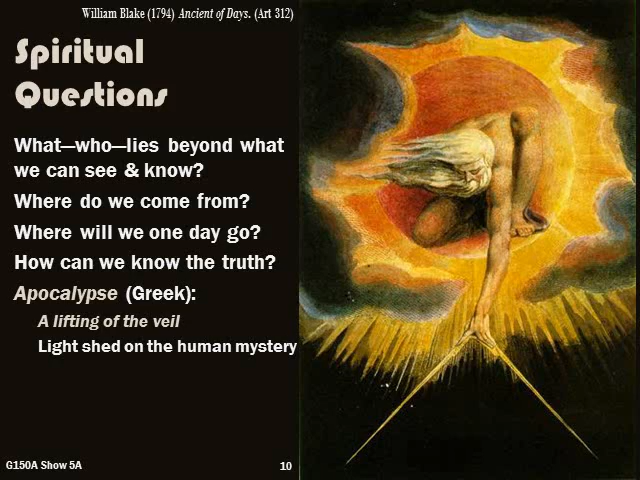 William Blake (1794) Ancient of Days. (Art 312)
Spiritual
Questions
What—who—lies beyond what
we can see & know?
Where do we come from?
Where will we one day go?
How can we know the truth?
Apocalypse (Greek):
A lifting of the veil
Light shed on the human mystery
G150A Show 5A
10